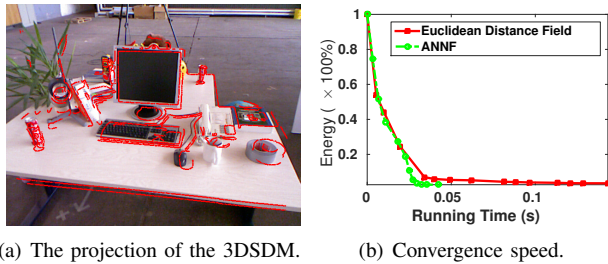 1
0.8
0.6
0.4
0.2
Energy ( × 100%)
Euclidean Distance Field
ANNF
0
0.05
0.1
Running Time (s)
(a) The projection of the 3DSDM.
(b) Convergence speed.